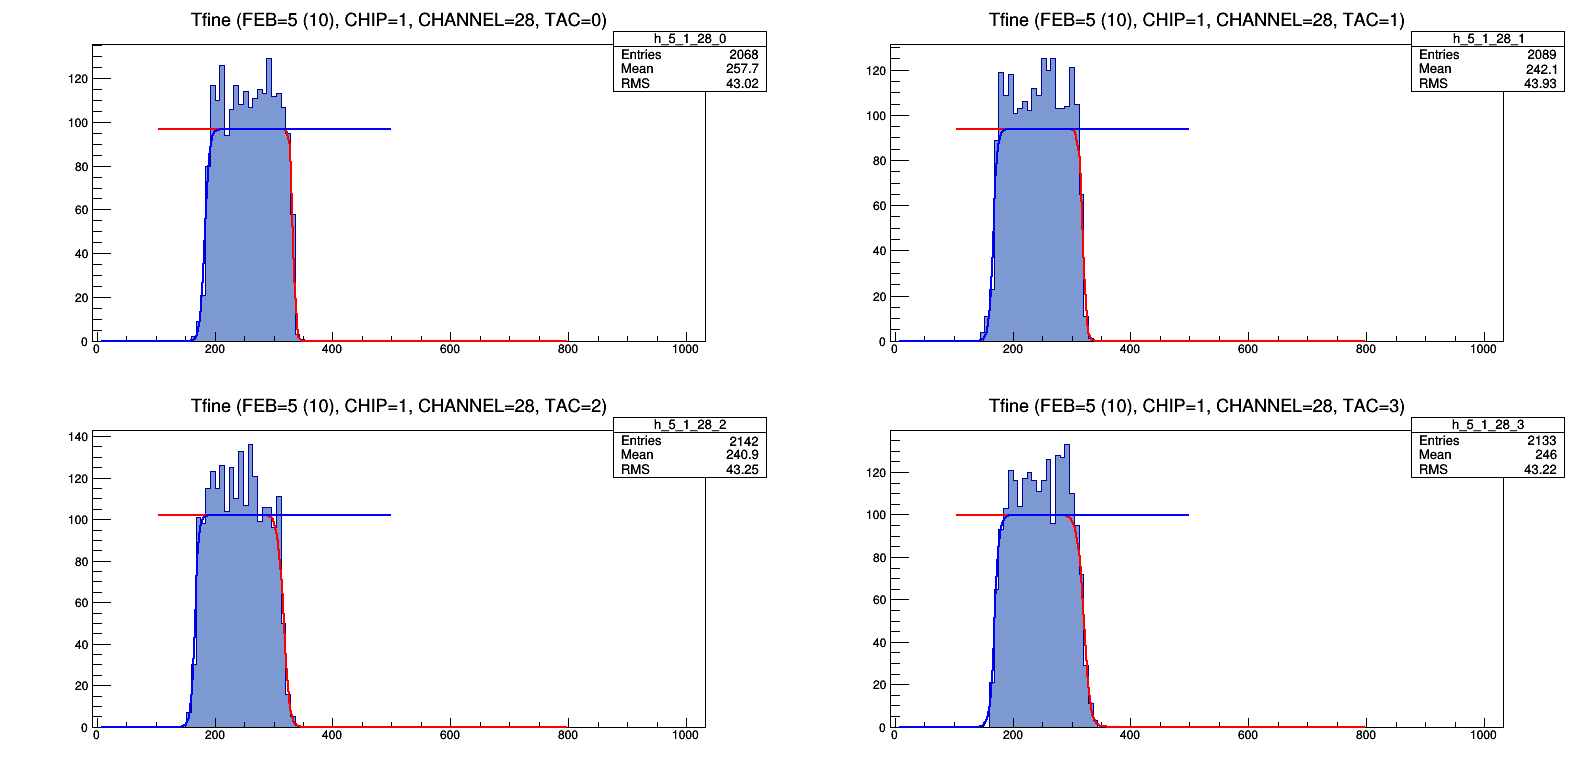 Tfine (FEB=5 (10), CHIP=1, CHANNEL=28, TAC=0)
h_5_1_28_0
Entries 2068
Mean 257.7
RMS 43.02
120
100
80
60
40
20
0
0 200 400 600 800 1000
Tfine (FEB=5 (10), CHIP=1, CHANNEL=28, TAC=1)
h_5_1_28_1
Entries 2089
Mean 242.1
RMS 43.93
120
100
80
60
40
20
0
0 200 400 600 800 1000
Tfine (FEB=5 (10), CHIP=1, CHANNEL=28, TAC=2)
h_5_1_28_2
Entries 2142
Mean 240.9
RMS 43.25
140
120
100
80
60
40
20
0
0 200 400 600 800 1000
Tfine (FEB=5 (10), CHIP=1, CHANNEL=28, TAC=3)
h_5_1_28_3
Entries 2133
Mean 246
RMS 43.22
120
100
80
60
40
20
0
0 200 400 600 800 1000